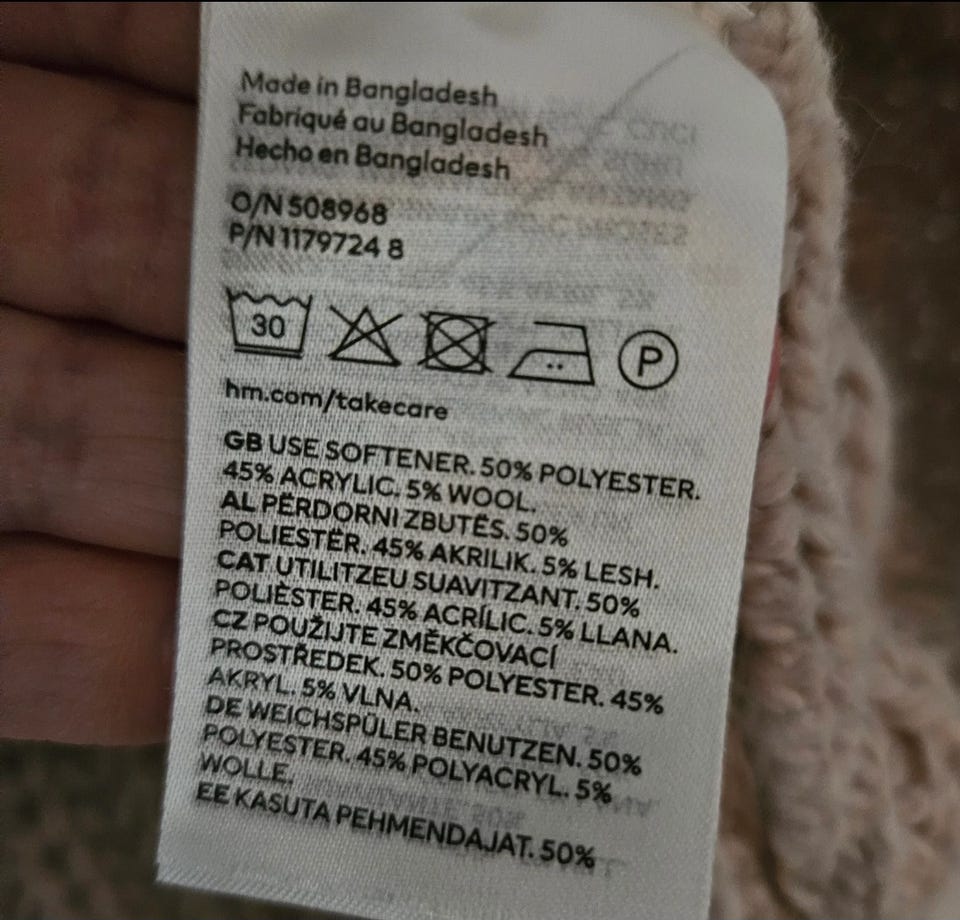 Made in Bangladesh
Fabriqué au Bangladesh
Hecho en Bangladesh
O/N 508968
P/N 1179724 8
30
P
hm.com/takecare
GB USE SOFTENER. 50% POLYESTER.
45% ACRYLIC. 5% WOOL.
AL PËRDORNI ZBUTËS. 50%
POLIESTËR. 45% AKRILIK. 5% LESH.
CAT UTILITZEU SUAVITZANT. 50%
POLIÈSTER. 45% ACRÍLIC. 5% LLANA.
CZ POUŽIJTE ZMĚKČOVACÍ
PROSTŘEDEK. 50% POLYESTER. 45%
AKRYL. 5% VLNA.
DE WEICHSPÜLER BENUTZEN. 50%
POLYESTER. 45% POLYACRYL. 5%
WOLLE.
EE KASUTA PEHMENDAJAT. 50%